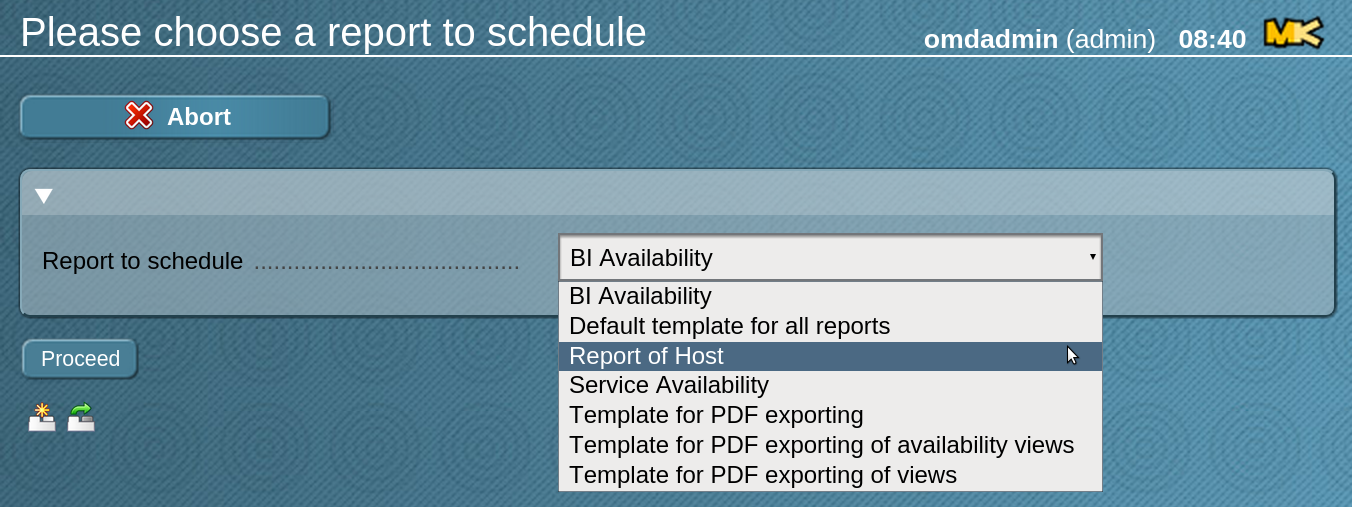 Please choose a report to schedule
omdadmin (admin) 08:40 MK
Abort
Report to schedule ........................................ BI Availability
BI Availability
Default template for all reports
Report of Host
Service Availability
Template for PDF exporting
Template for PDF exporting of availability views
Template for PDF exporting of views
Proceed